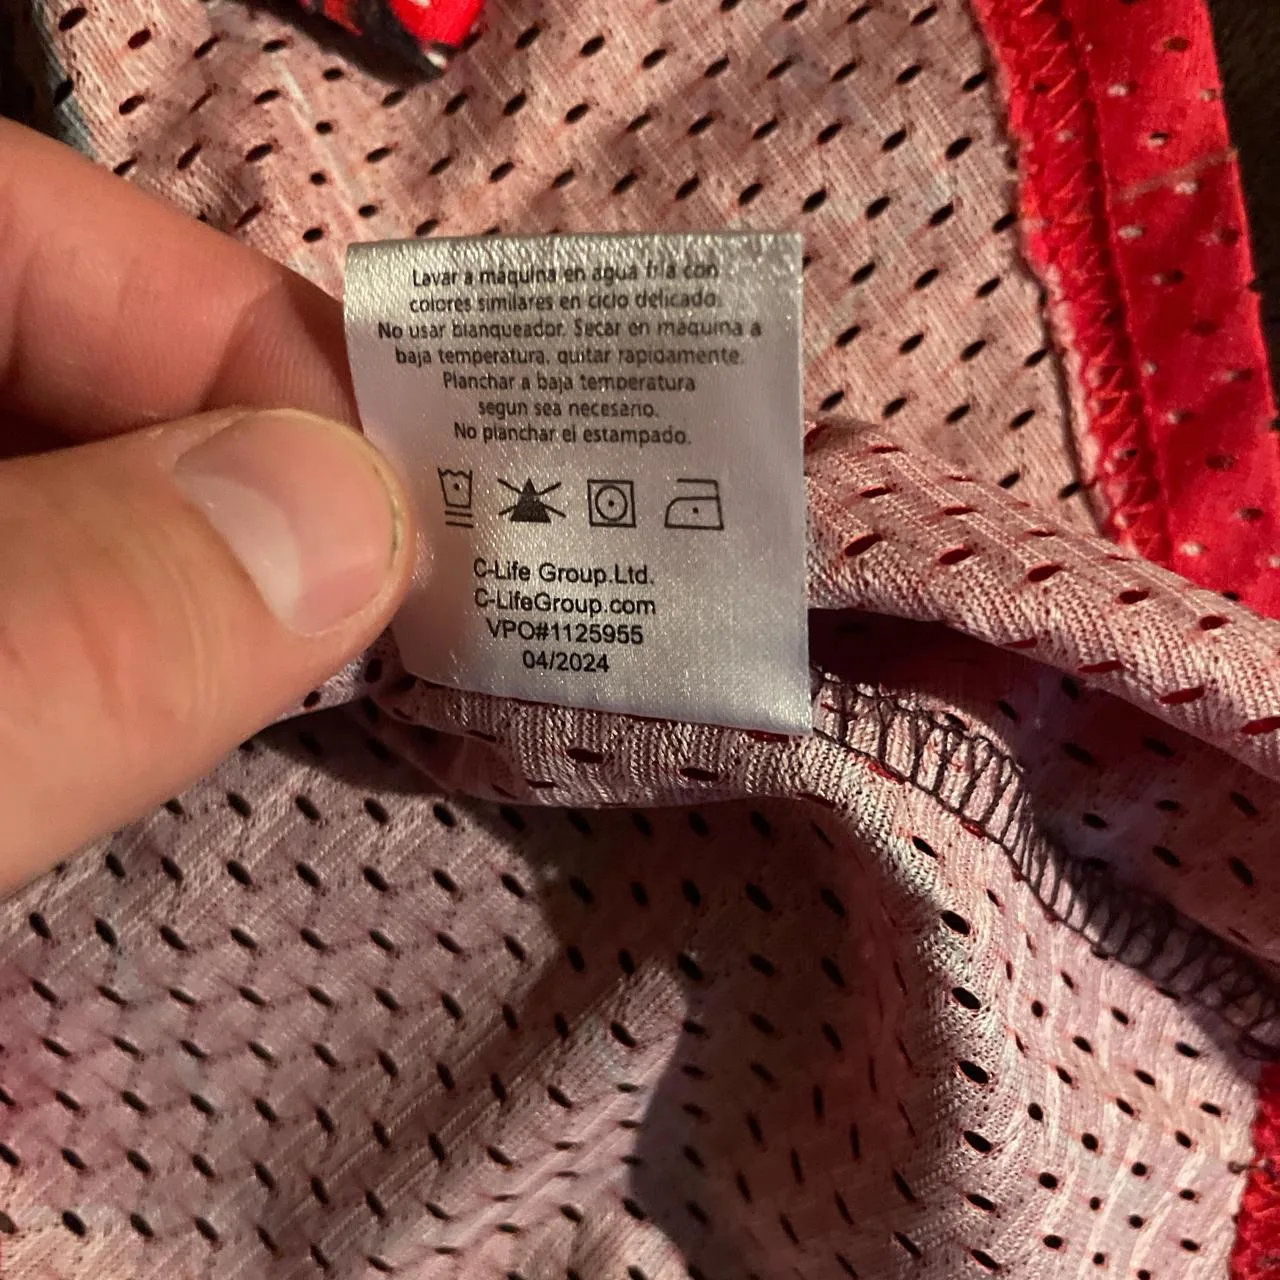 Lavar a máquina en agua fria con
colores similares en ciclo delicado.
No usar blanqueador. Secar en maquina a
baja temperatura, quitar rapidamente.
Planchar a baja temperatura
segun sea necesario.
No planchar el estampado.
C-Life Group.Ltd.
C-LifeGroup.com
VPO#1125955
04/2024